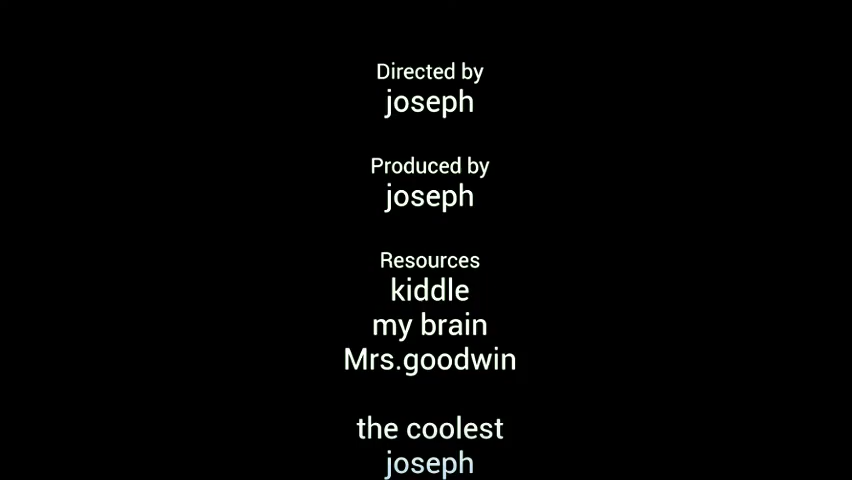 Directed by
joseph
Produced by
joseph
Resources
kiddle
my brain
Mrs.goodwin
the coolest
joseph